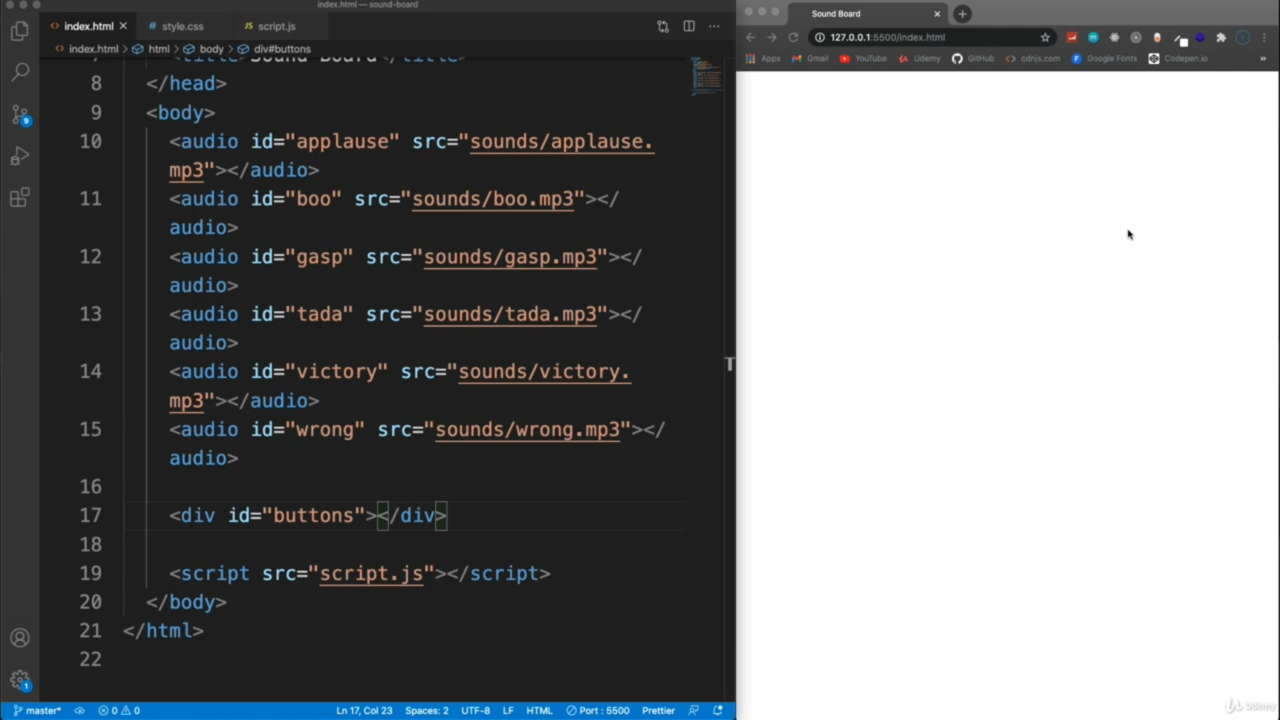 index.html — sound-board
index.html
style.css
JS script.js
index.html html body div#buttons
8 </head>
9 <body>
10 <audio id="applause" src="sounds/applause.
mp3"></audio>
11 <audio id="boo" src="sounds/boo.mp3"></
audio>
12 <audio id="gasp" src="sounds/gasp.mp3"></
audio>
13 <audio id="tada" src="sounds/tada.mp3"></
audio>
14 <audio id="victory" src="sounds/victory.
mp3"></audio>
15 <audio id="wrong" src="sounds/wrong.mp3"></
audio>
16
17 <div id="buttons"></div>
18
19 <script src="script.js"></script>
20 </body>
21 </html>
22
9
1
master* 0 0 Ln 17, Col 23 Spaces: 2 UTF-8 LF HTML Port : 5500 Prettier
Sound Board
127.0.0.1:5500/index.html
Apps Gmail YouTube Udemy GitHub cdnjs.com Google Fonts Codepen.io »
Udemy